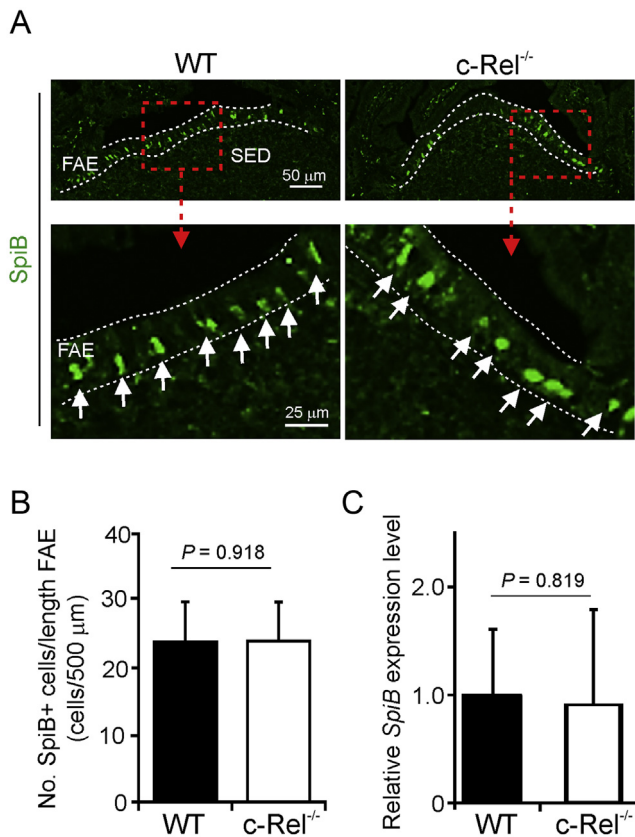 A
WT
c-Rel-/-
SpiB
FAE
SED
50 μm
FAE
25 μm
B
No. SpiB+ cells/length FAE
(cells/500 μm)
40
30
20
10
0
P = 0.918
WT
c-Rel-/-
C
Relative SpiB expression level
2.0
1.0
0
P = 0.819
WT
c-Rel-/-